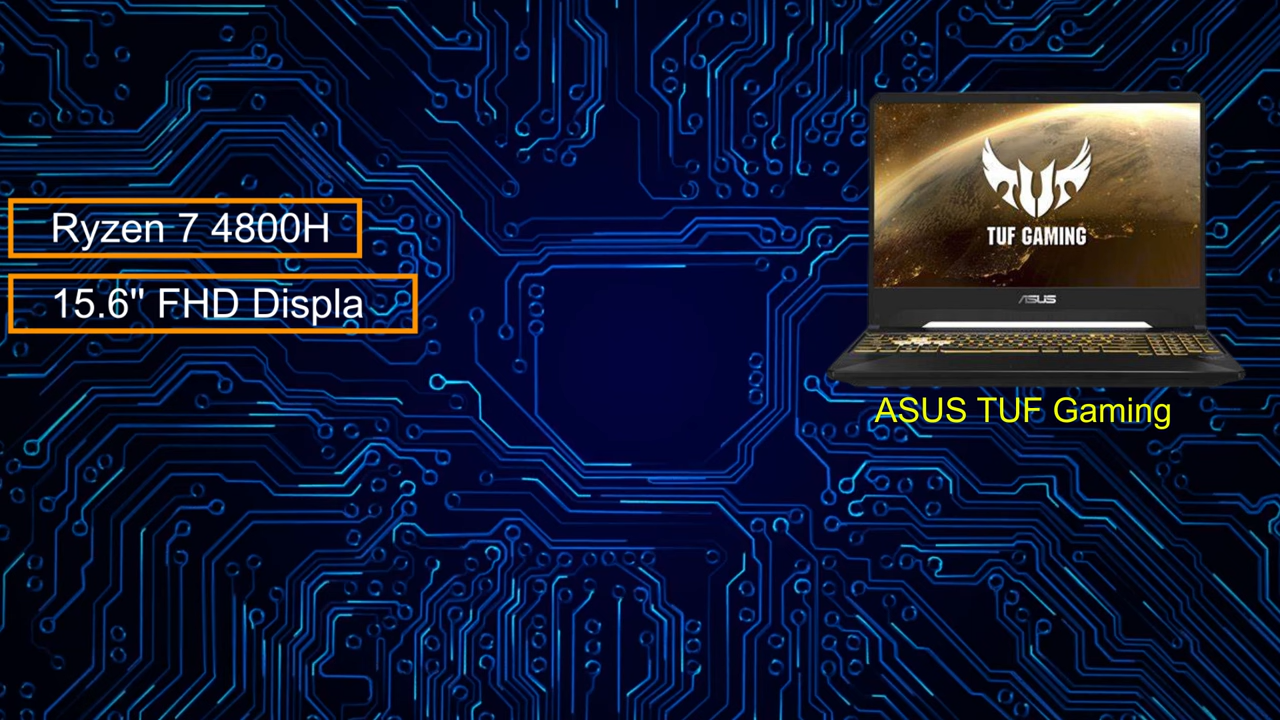 Ryzen 7 4800H
15.6" FHD Displa
TUF GAMING
ASUS
ASUS TUF Gaming